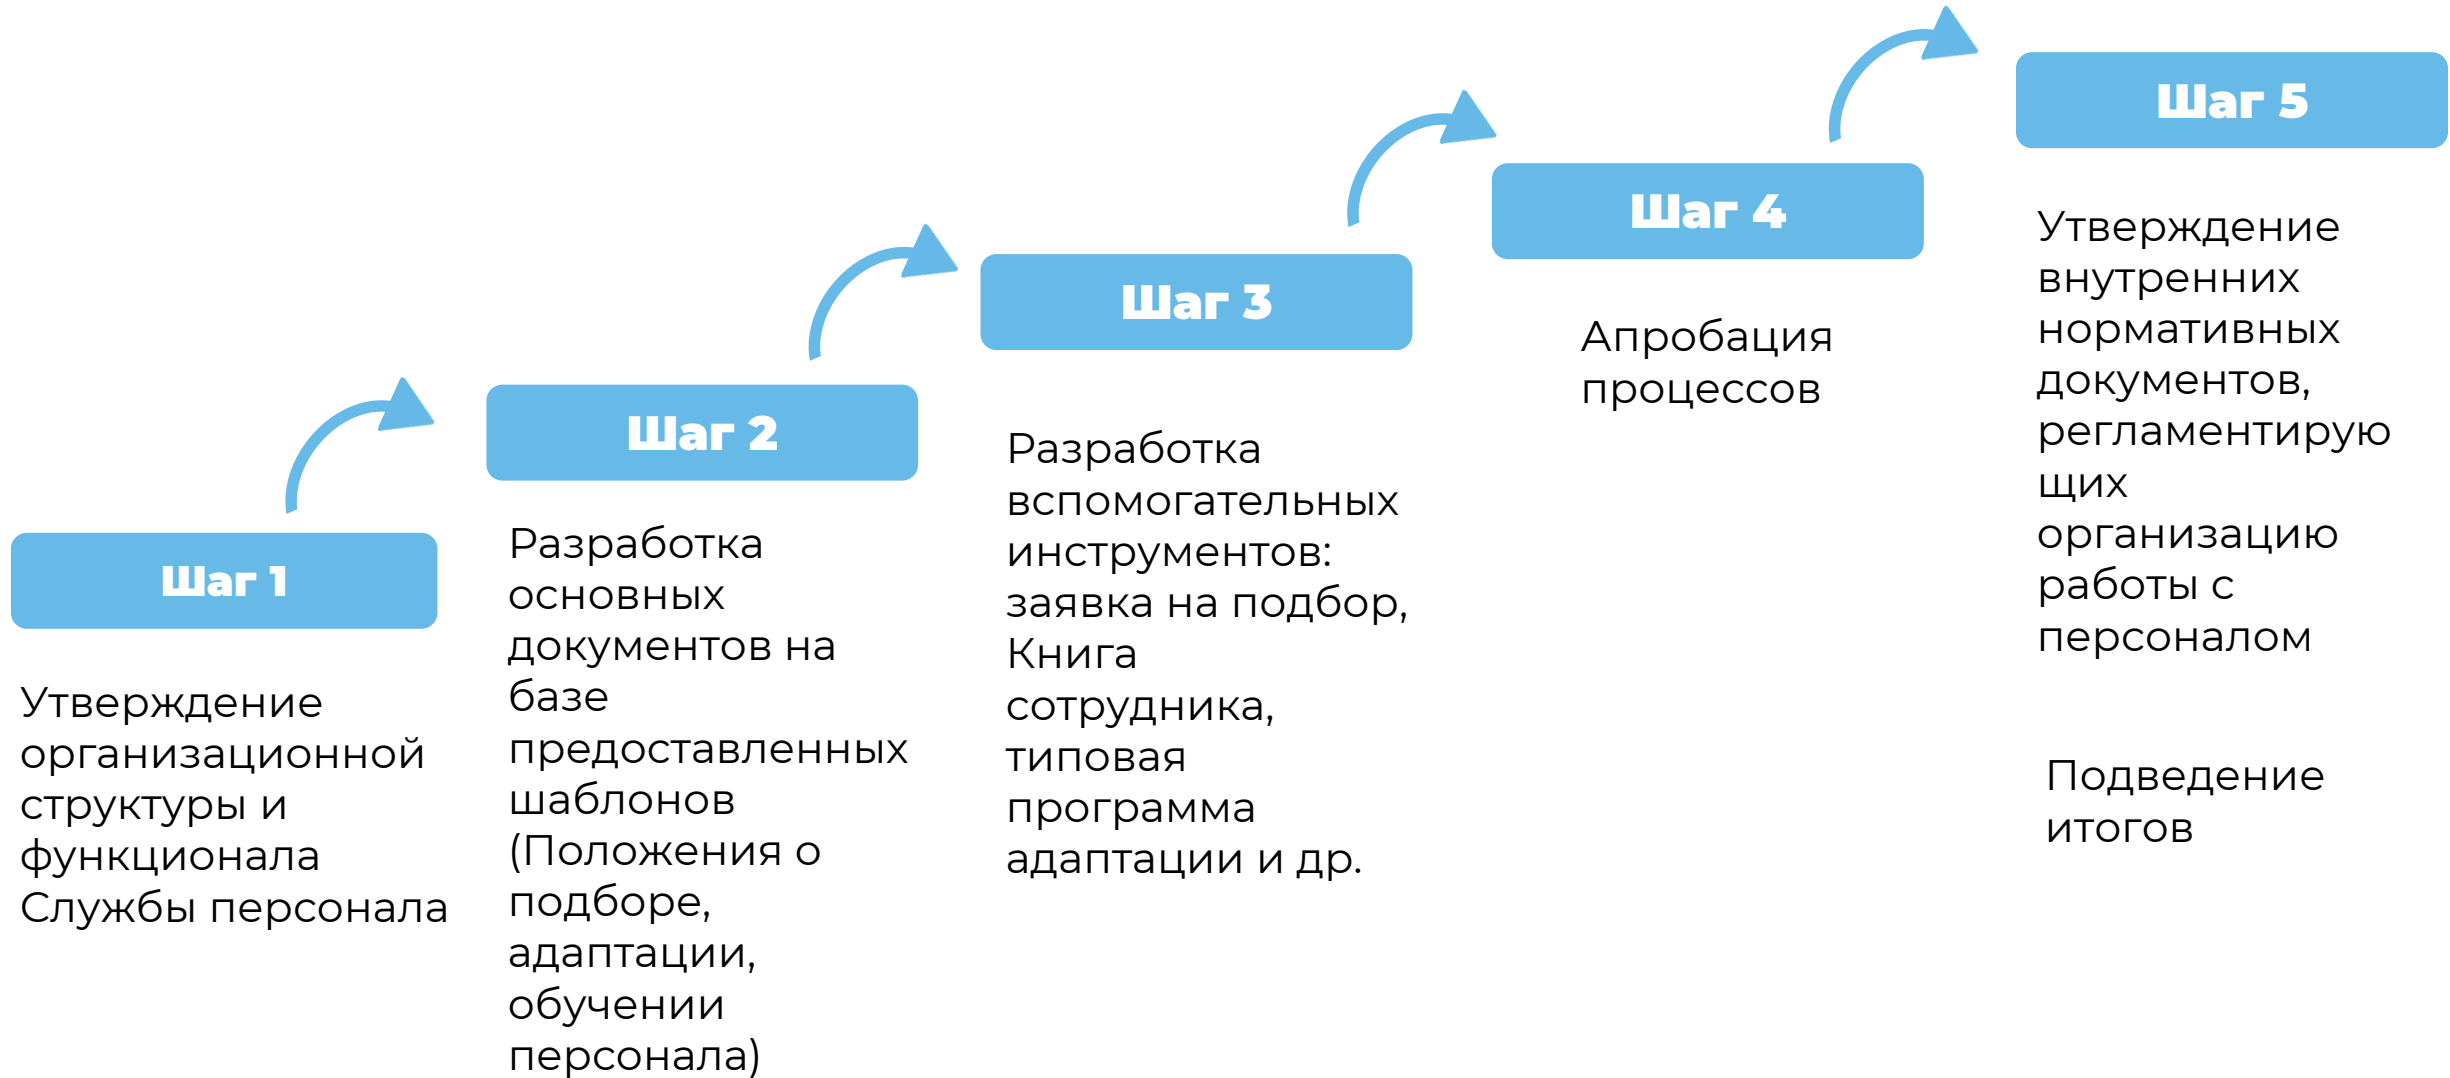 Шаг 1
Утверждение
организационной
структуры и
функционала
Службы персонала
Шаг 2
Разработка
основных
документов на
базе
предоставленных
шаблонов
(Положения о
подборе,
адаптации,
обучении
персонала)
Шаг 3
Разработка
вспомогательных
инструментов:
заявка на подбор,
Книга
сотрудника,
типовая
программа
адаптации и др.
Шаг 4
Апробация
процессов
Шаг 5
Утверждение
внутренних
нормативных
документов,
регламентирую
щих
организацию
работы с
персоналом
Подведение
итогов